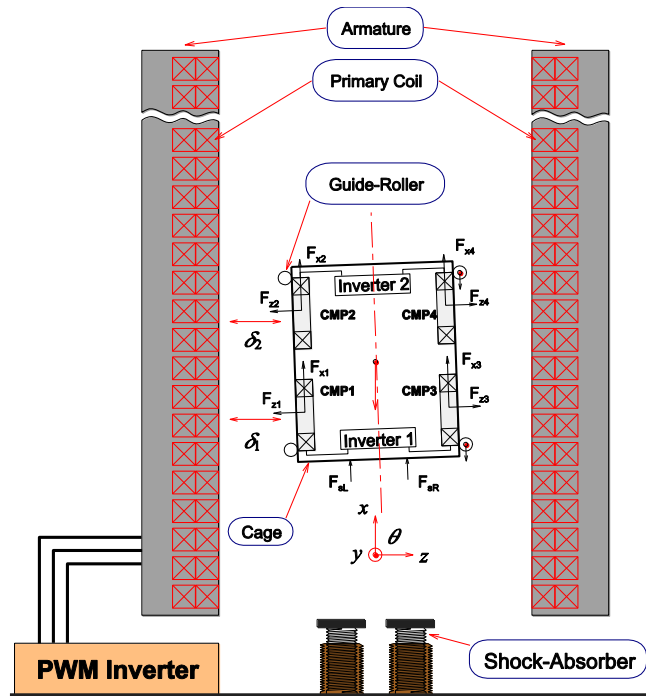 Armature
Primary Coil
Guide-Roller
Fx2
Fx4
Inverter 2
Fz2
Fz4
CMP2
CMP4
δ2
Fx1
Fx3
CMP1
CMP3
Fz1
Fz3
δ1
Inverter 1
FsL
FsR
Cage
x
θ
y
z
PWM Inverter
Shock-Absorber